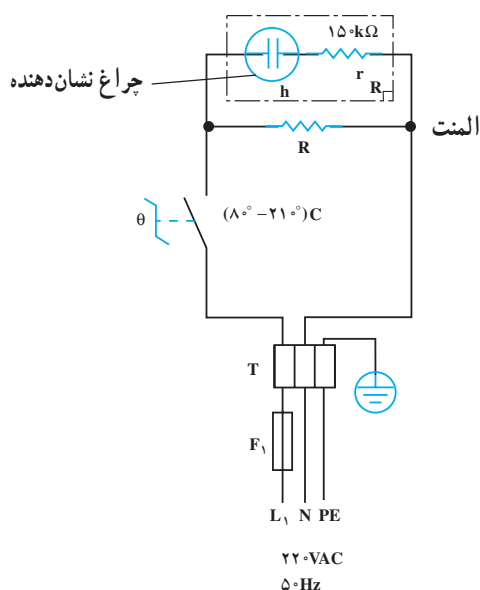 ۱۵۰kΩ
چراغ نشان‌دهنده
h
r
R
المنت
R
θ
(۸۰° – ۲۱۰°)C
T
F۱
L۱ N PE
۲۲۰VAC
۵۰Hz